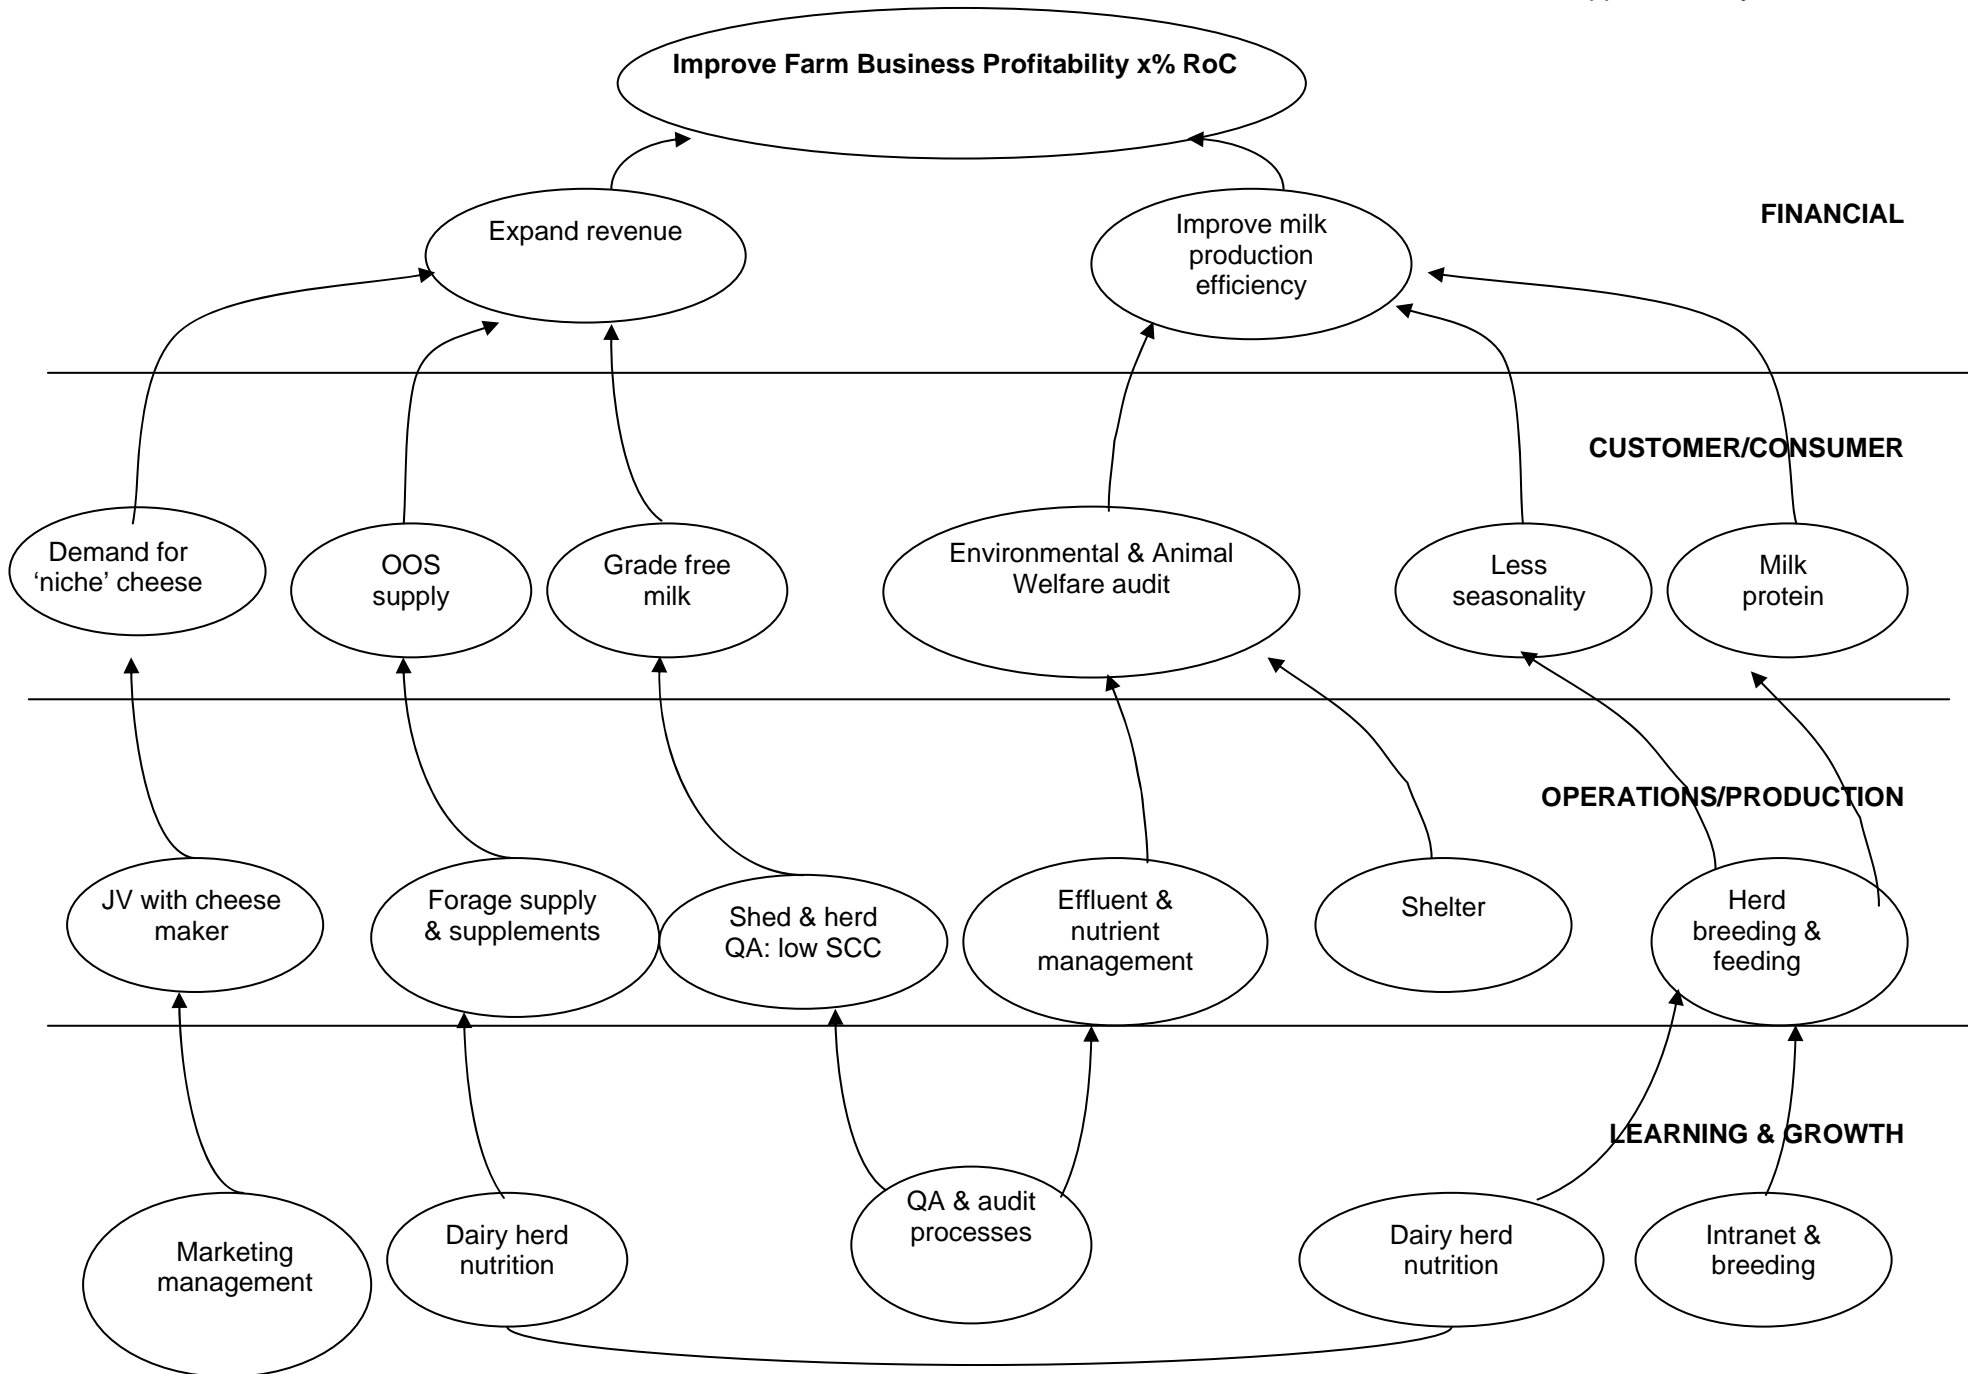 Improve Farm Business Profitability x% RoC
FINANCIAL
Expand revenue
Improve milk
production
efficiency
CUSTOMER/CONSUMER
Demand for
‘niche’ cheese
OOS
supply
Grade free
milk
Environmental & Animal
Welfare audit
Less
seasonality
Milk
protein
OPERATIONS/PRODUCTION
JV with cheese
maker
Forage supply
& supplements
Shed & herd
QA: low SCC
Effluent &
nutrient
management
Shelter
Herd
breeding &
feeding
LEARNING & GROWTH
Marketing
management
Dairy herd
nutrition
QA & audit
processes
Dairy herd
nutrition
Intranet &
breeding